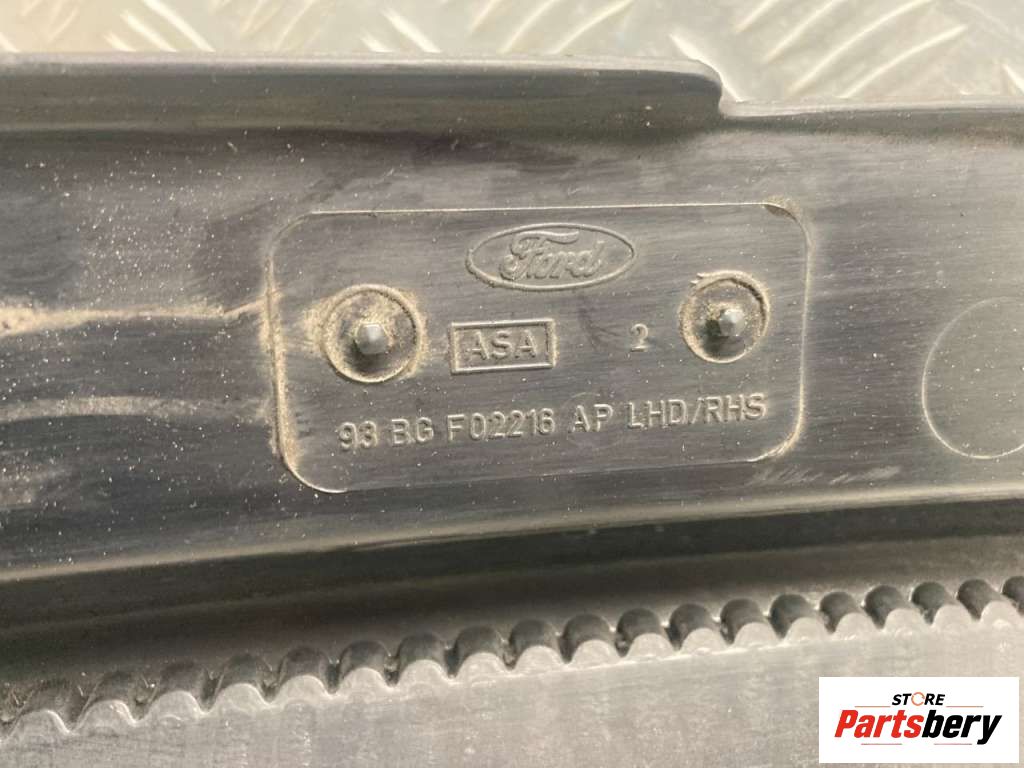 Ford
ASA 2
93 BG F02216 AP LHD/RHS
STORE
Partsbery